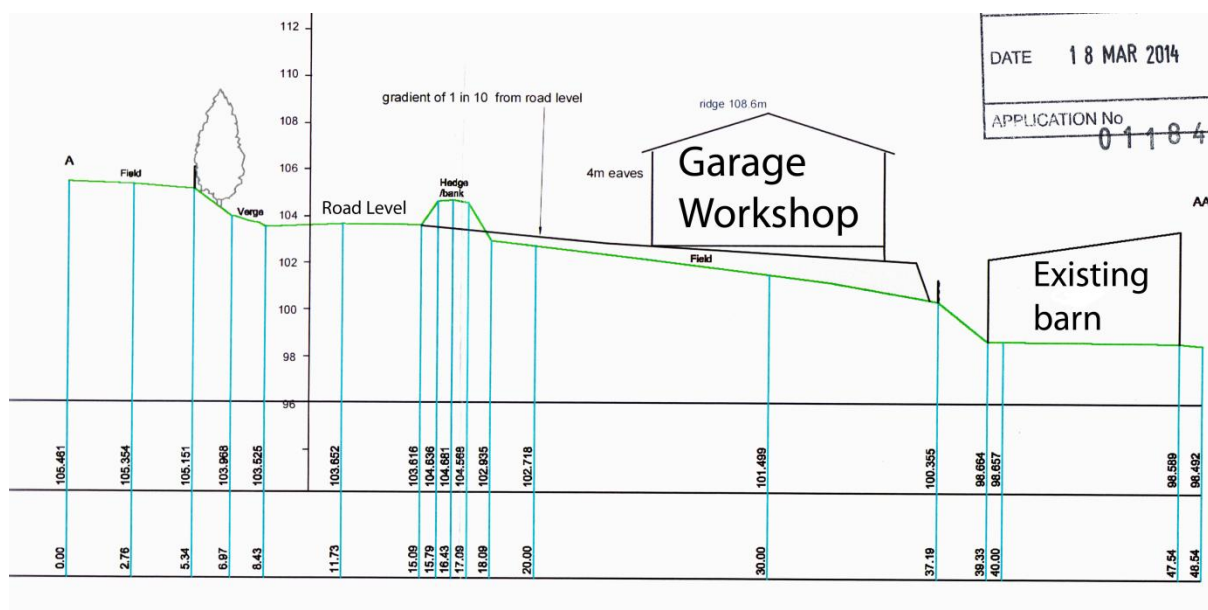 112
110
108
106
104
102
100
98
96
DATE 18 MAR 2014
APPLICATION No
01184
gradient of 1 in 10 from road level
ridge 108.6m
4m eaves
Garage
Workshop
A
Field
Verge
Road Level
Hedge
/bank
Field
AA
Existing
barn
105.461 105.354 105.151 103.968 103.525 103.652 103.616 104.636 104.681 104.568 102.935 102.718 101.499 100.355 98.664 98.657 98.589 98.492
0.00 2.76 5.34 6.97 8.43 11.73 15.09 15.79 16.43 17.09 18.09 20.00 30.00 37.19 39.33 40.00 47.54 48.54